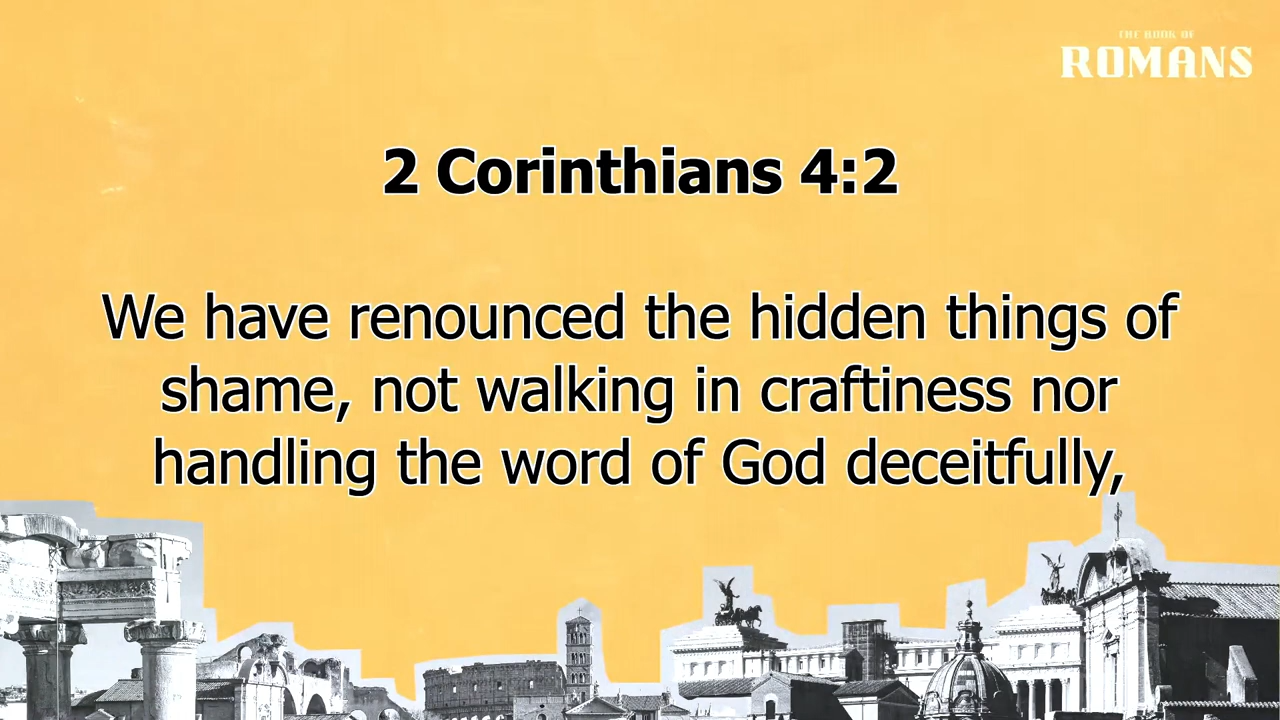 THE BOOK OF
ROMANS
2 Corinthians 4:2
We have renounced the hidden things of
shame, not walking in craftiness nor
handling the word of God deceitfully,